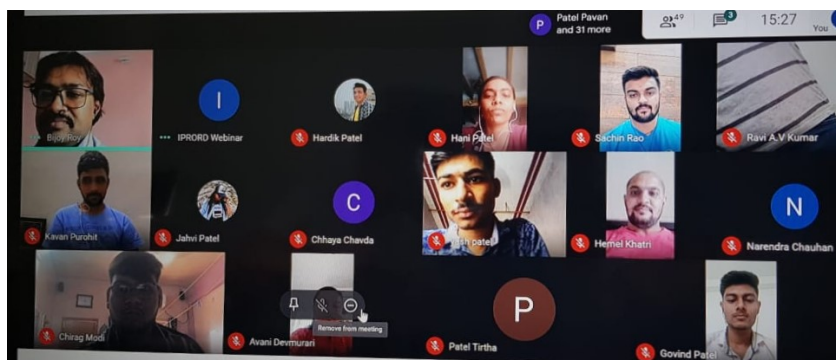 P
Patel Pavan
and 31 more
49
3
15:27
You
Bijoy Roy
I
IPRORD Webinar
Hardik Patel
Hani Patel
Sachin Rao
Ravi A.V Kumar
Kavan Purohit
Jahvi Patel
C
Chhaya Chavda
patel
Hemel Khatri
N
Narendra Chauhan
Chirag Modi
Avani Devmurari
Remove from meeting
P
Patel Tirtha
Govind Patel